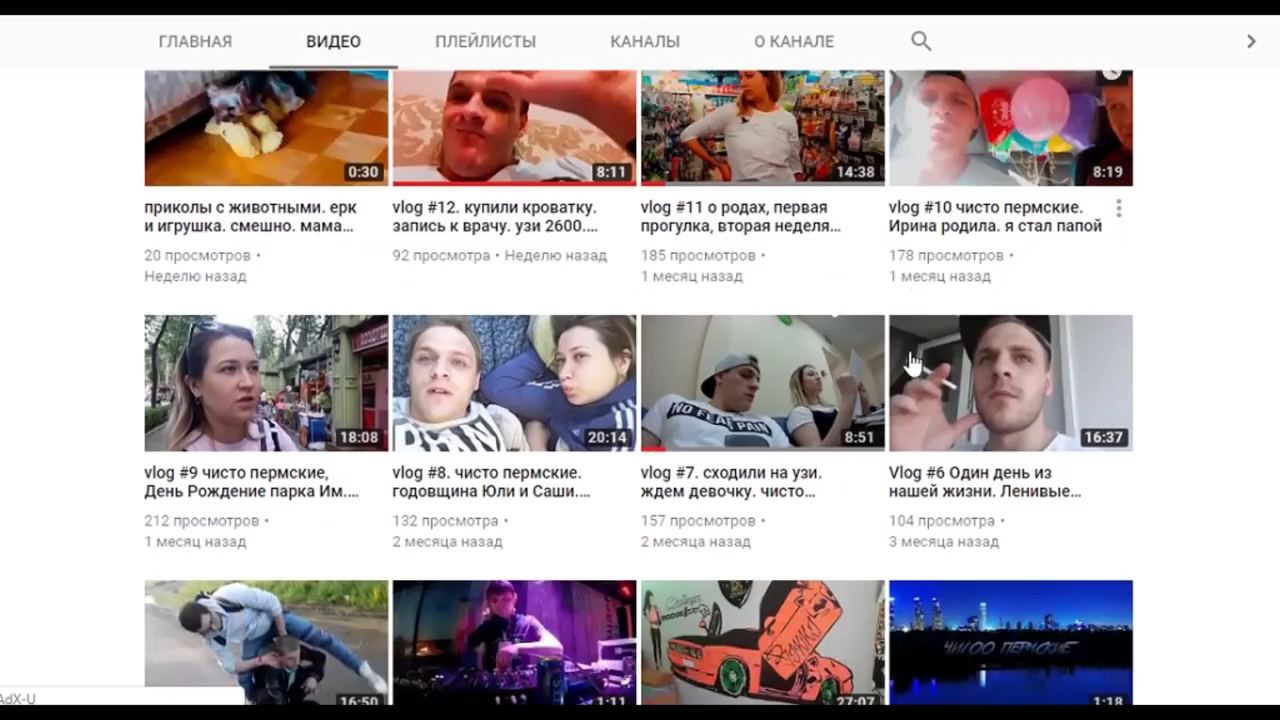 ГЛАВНАЯ
ВИДЕО
ПЛЕЙЛИСТЫ
КАНАЛЫ
О КАНАЛЕ
0:30
8:11
14:38
8:19
приколы с животными. ерк
и игрушка. смешно. мама...
20 просмотров •
Неделю назад
vlog #12. купили кроватку.
запись к врачу. узи 2600....
92 просмотра • Неделю назад
vlog #11 о родах, первая
прогулка, вторая неделя...
185 просмотров •
1 месяц назад
vlog #10 чисто пермские.
Ирина родила. я стал папой
178 просмотров •
1 месяц назад
18:08
20:14
NO FEAR
PAIN
8:51
16:37
vlog #9 чисто пермские,
День Рождение парка Им....
212 просмотров •
1 месяц назад
vlog #8. чисто пермские.
годовщина Юли и Саши....
132 просмотра •
2 месяца назад
vlog #7. сходили на узи.
ждем девочку. чисто...
157 просмотров •
2 месяца назад
Vlog #6 Один день из
нашей жизни. Ленивые...
104 просмотра •
3 месяца назад
ЧИСТО ПЕРМСКИЕ
16:50
1:11
27:07
1:18
AdX-U